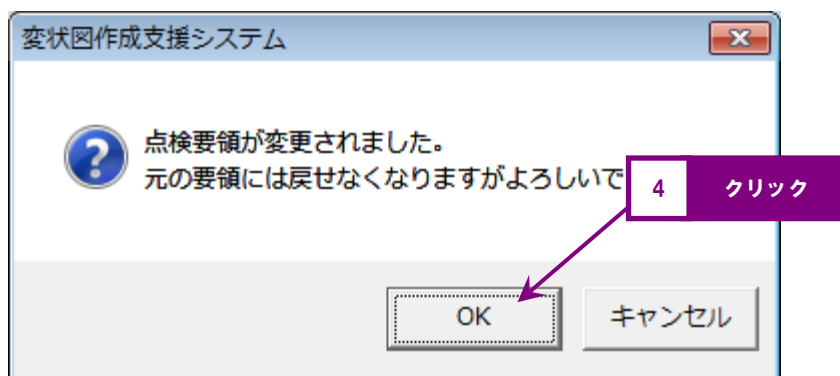 変状図作成支援システム
点検要領が変更されました。
元の要領には戻せなくなりますがよろしいで
4 クリック
OK キャンセル